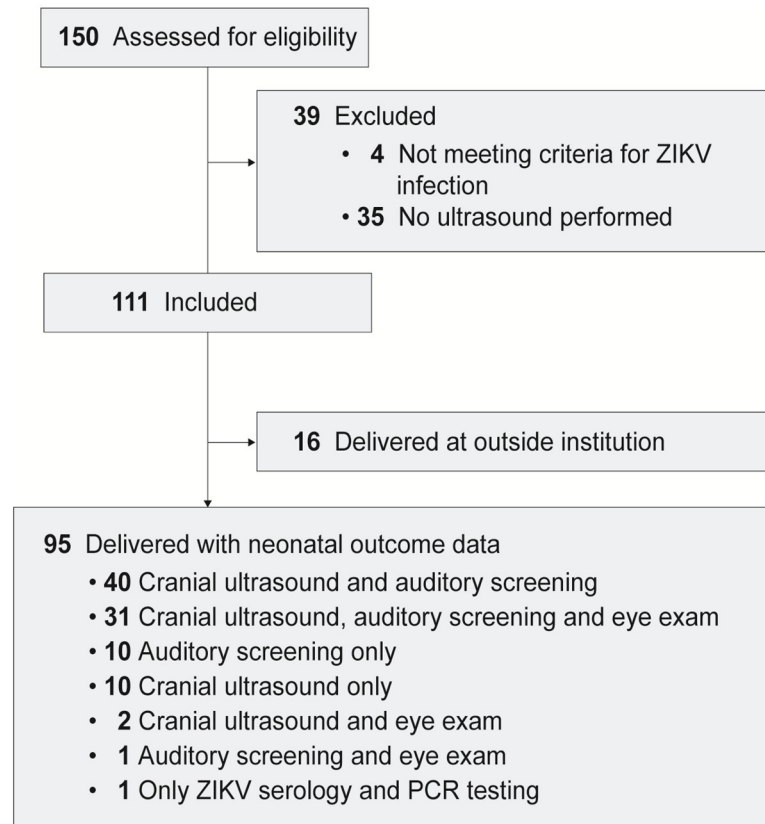 150 Assessed for eligibility
39 Excluded
• 4 Not meeting criteria for ZIKV
infection
• 35 No ultrasound performed
111 Included
16 Delivered at outside institution
95 Delivered with neonatal outcome data
• 40 Cranial ultrasound and auditory screening
• 31 Cranial ultrasound, auditory screening and eye exam
• 10 Auditory screening only
• 10 Cranial ultrasound only
• 2 Cranial ultrasound and eye exam
• 1 Auditory screening and eye exam
• 1 Only ZIKV serology and PCR testing